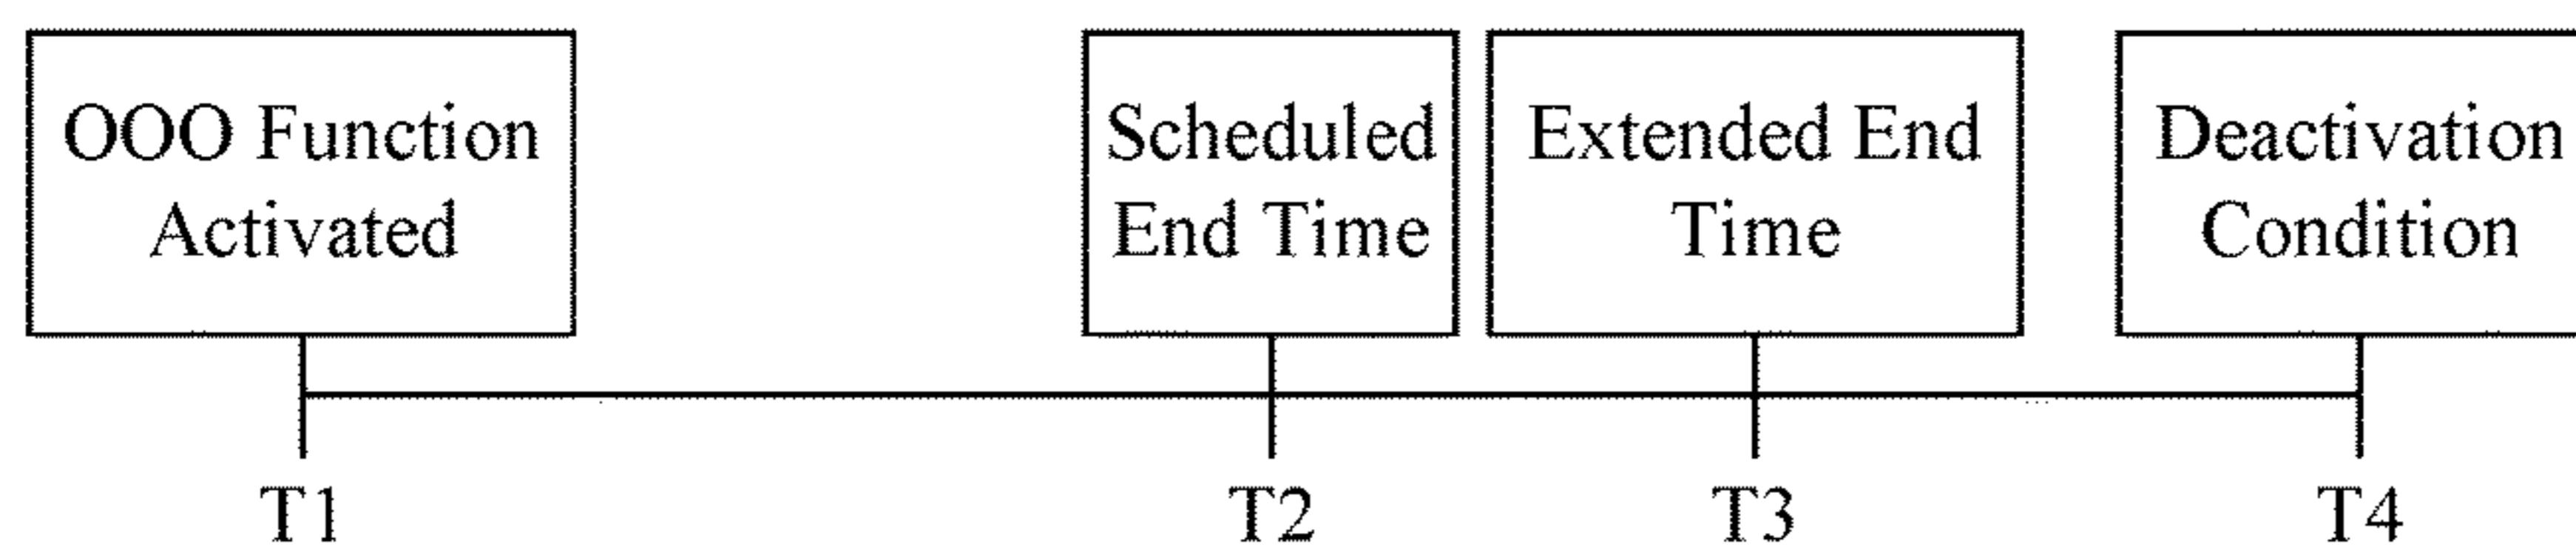 OOO Function
Activated
Scheduled
End Time
Extended End
Time
Deactivation
Condition
T1
T2
T3
T4